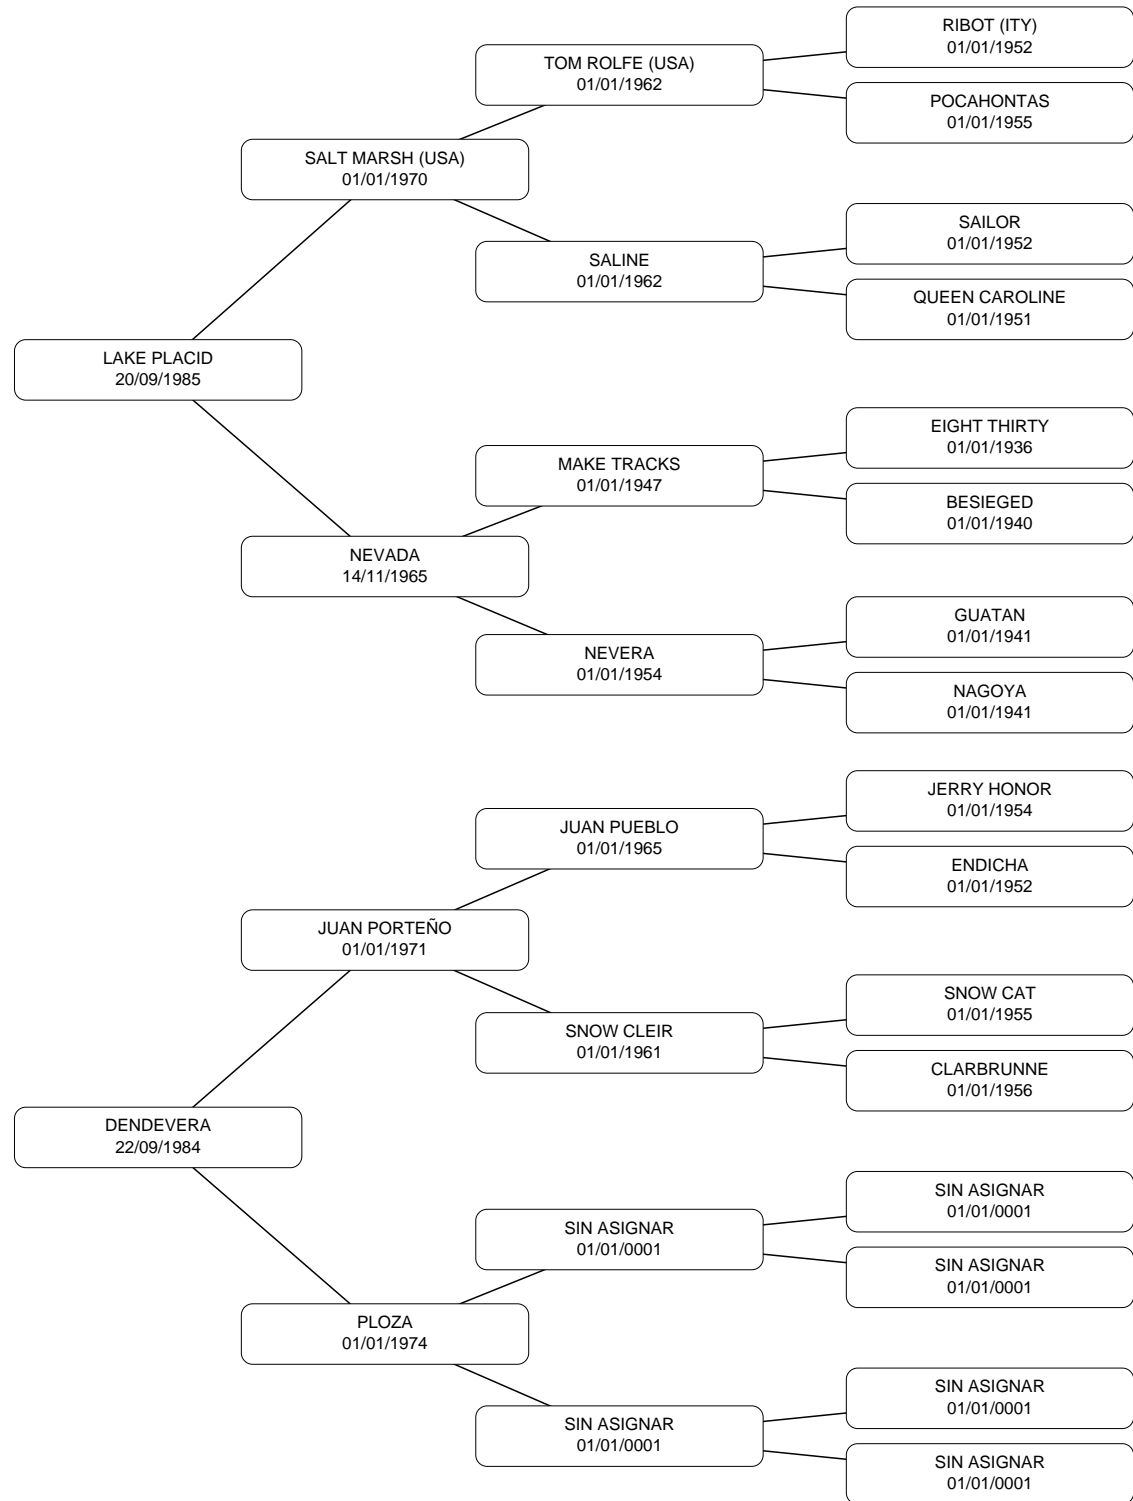 RIBOT (ITY)
01/01/1952
TOM ROLFE (USA)
01/01/1962
POCAHONTAS
01/01/1955
SALT MARSH (USA)
01/01/1970
SAILOR
01/01/1952
SALINE
01/01/1962
QUEEN CAROLINE
01/01/1951
LAKE PLACID
20/09/1985
EIGHT THIRTY
01/01/1936
MAKE TRACKS
01/01/1947
BESIEGED
01/01/1940
NEVADA
14/11/1965
GUATAN
01/01/1941
NEVERA
01/01/1954
NAGOYA
01/01/1941
JERRY HONOR
01/01/1954
JUAN PUEBLO
01/01/1965
ENDICHA
01/01/1952
JUAN PORTEÑO
01/01/1971
SNOW CAT
01/01/1955
SNOW CLEIR
01/01/1961
CLARBRUNNE
01/01/1956
DENDEVERA
22/09/1984
SIN ASIGNAR
01/01/0001
SIN ASIGNAR
01/01/0001
SIN ASIGNAR
01/01/0001
PLOZA
01/01/1974
SIN ASIGNAR
01/01/0001
SIN ASIGNAR
01/01/0001
SIN ASIGNAR
01/01/0001